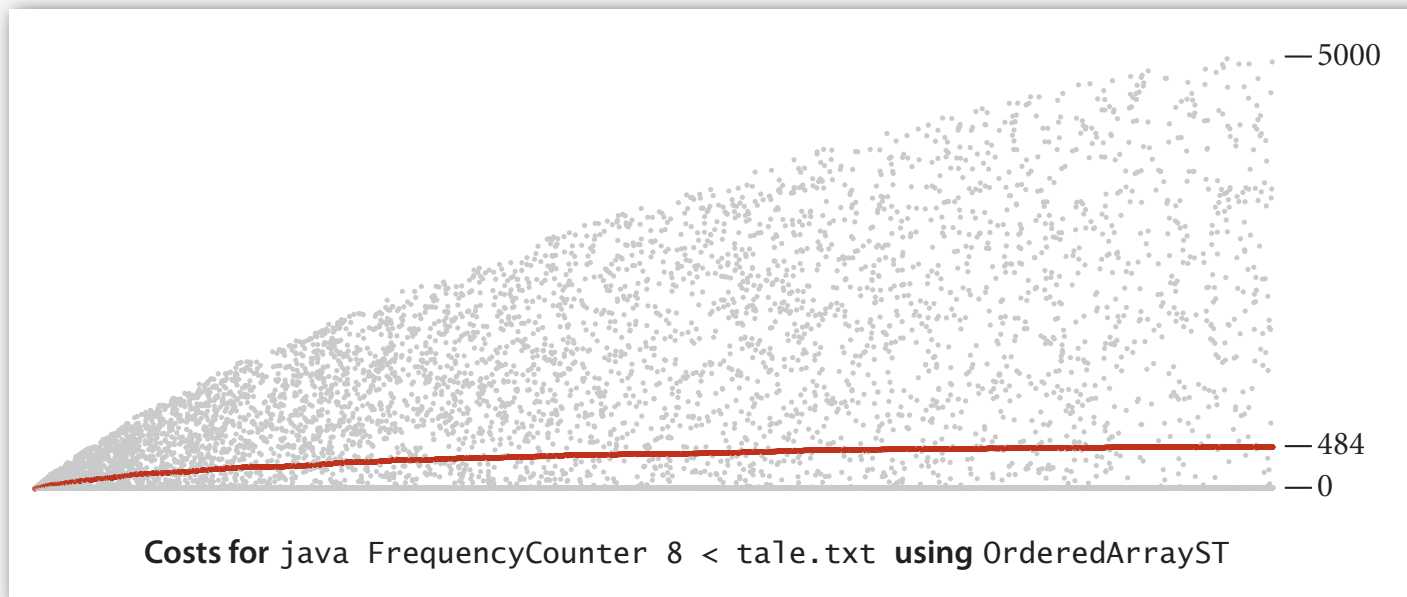 5000
484
0
Costs for java FrequencyCounter 8 < tale.txt using OrderedArrayST